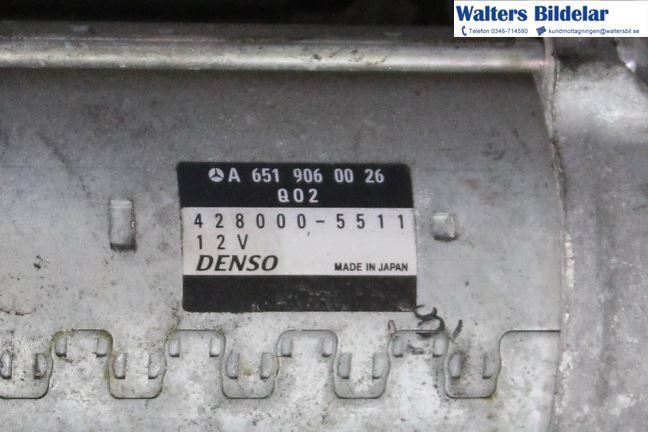 Walters Bildelar
Telefon 0346-714580 kundmottagningen@waltersbil.se
A 651 906 00 26
Q02
428000-5511
12V
DENSO MADE IN JAPAN